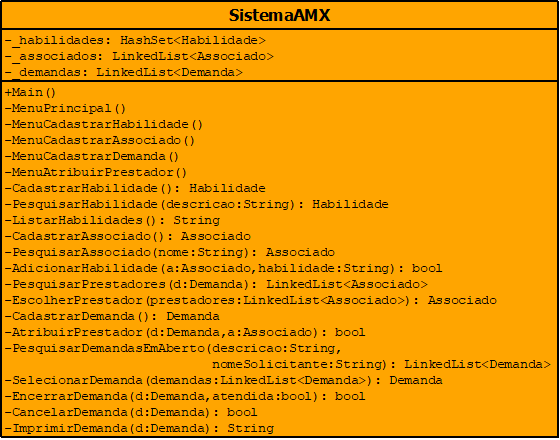 SistemaAMX
-_habilidades: HashSet<Habilidade>
-_associados: LinkedList<Associado>
-_demandas: LinkedList<Demanda>
+Main()
-MenuPrincipal()
-MenuCadastrarHabilidade()
-MenuCadastrarAssociado()
-MenuCadastrarDemanda()
-MenuAtribuirPrestador()
-CadastrarHabilidade(): Habilidade
-PesquisarHabilidade(descricao:String): Habilidade
-ListarHabilidades(): String
-CadastrarAssociado(): Associado
-PesquisarAssociado(nome:String): Associado
-AdicionarHabilidade(a:Associado,habilidade:String): bool
-PesquisarPrestadores(d:Demanda): LinkedList<Associado>
-EscolherPrestador(prestadores:LinkedList<Associado>): Associado
-CadastrarDemanda(): Demanda
-AtribuirPrestador(d:Demanda,a:Associado): bool
-PesquisarDemandasEmAberto(descricao:String,
nomeSolicitante:String): LinkedList<Demanda>
-SelecionarDemanda(demandas:LinkedList<Demanda>): Demanda
-EncerrarDemanda(d:Demanda,atendida:bool): bool
-CancelarDemanda(d:Demanda): bool
-ImprimirDemanda(d:Demanda): String